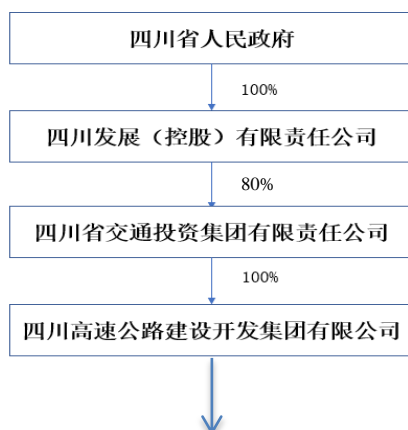 四川省人民政府
100%
四川发展（控股）有限责任公司
80%
四川省交通投资集团有限责任公司
100%
四川高速公路建设开发集团有限公司